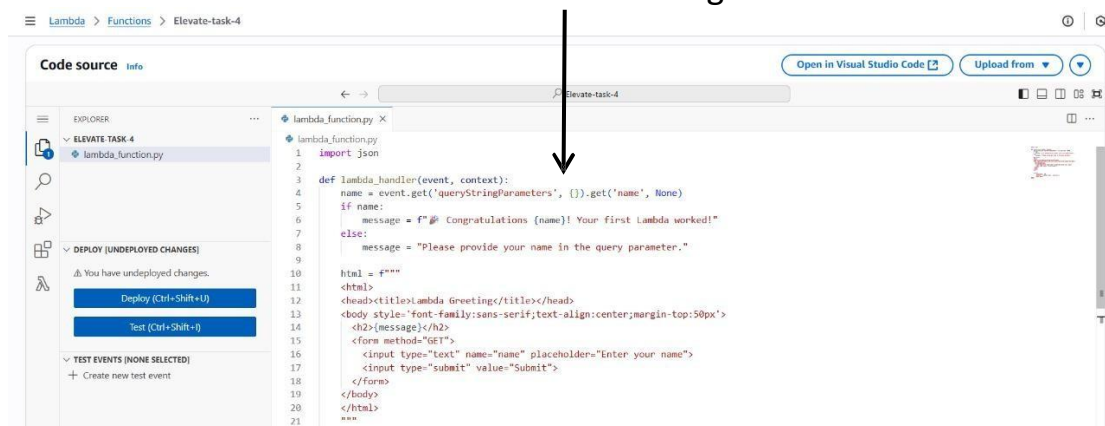 Lambda > Functions > Elevate-task-4
Code source Info
Open in Visual Studio Code
Upload from
Elevate-task-4
EXPLORER
ELEVATE-TASK-4
lambda_function.py
DEPLOY [UNDEPLOYED CHANGES]
You have undeployed changes.
Deploy (Ctrl+Shift+U)
Test (Ctrl+Shift+I)
TEST EVENTS [NONE SELECTED]
+ Create new test event
lambda_function.py ×
lambda_function.py
1 import json
2
3 def lambda_handler(event, context):
4     name = event.get('queryStringParameters', {}).get('name', None)
5     if name:
6         message = f"🎉 Congratulations {name}! Your first Lambda worked!"
7     else:
8         message = "Please provide your name in the query parameter."
9
10     html = f"""
11     <html>
12     <head><title>Lambda Greeting</title></head>
13     <body style='font-family:sans-serif;text-align:center;margin-top:50px'>
14       <h2>{message}</h2>
15       <form method="GET">
16         <input type="text" name="name" placeholder="Enter your name">
17         <input type="submit" value="Submit">
18       </form>
19     </body>
20     </html>
21     """